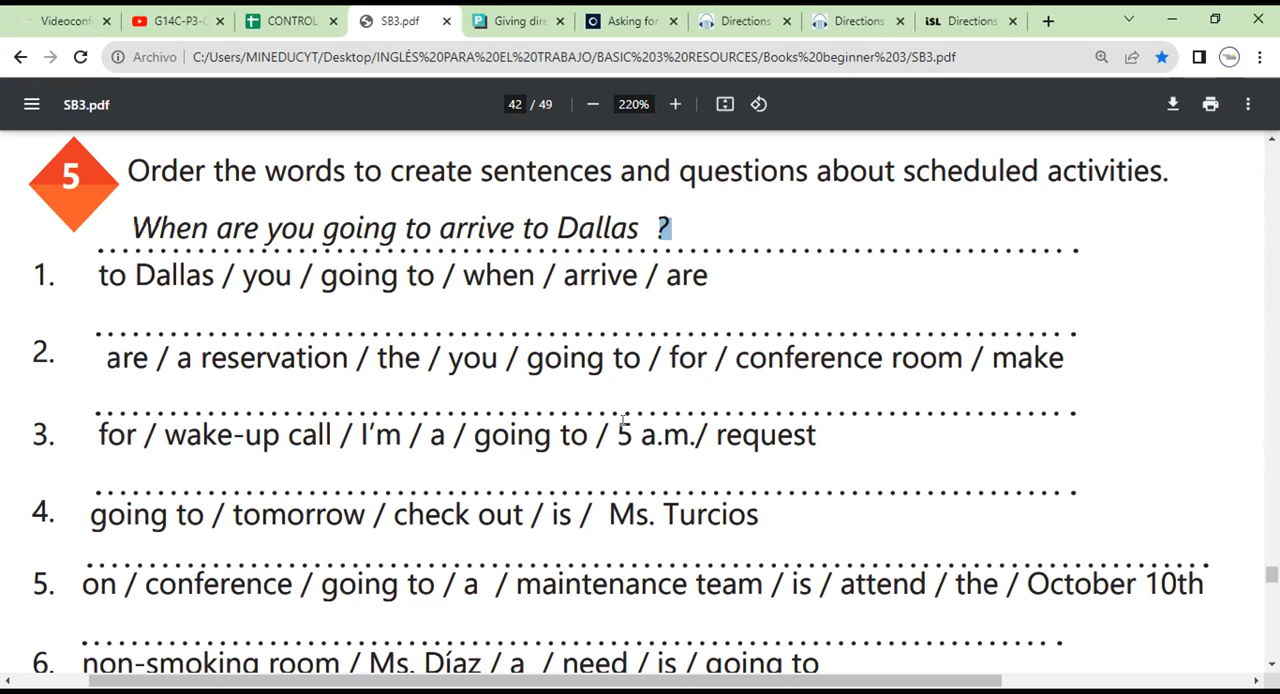 Videoconf
G14C-P3-
CONTROL
SB3.pdf
Giving dire
Asking for
Directions
Directions
iSL Directions
Archivo
C:/Users/MINEDUCYT/Desktop/INGLÉS%20PARA%20EL%20TRABAJO/BASIC%203%20RESOURCES/Books%20beginner%203/SB3.pdf
SB3.pdf
42 / 49
220%
5
Order the words to create sentences and questions about scheduled activities.
When are you going to arrive to Dallas ?
1. to Dallas / you / going to / when / arrive / are
2. are / a reservation / the / you / going to / for / conference room / make
3. for / wake-up call / I'm / a / going to / 5 a.m./ request
4. going to / tomorrow / check out / is / Ms. Turcios
5. on / conference / going to / a / maintenance team / is / attend / the / October 10th
6. non-smoking room / Ms. Díaz / a / need / is / going to